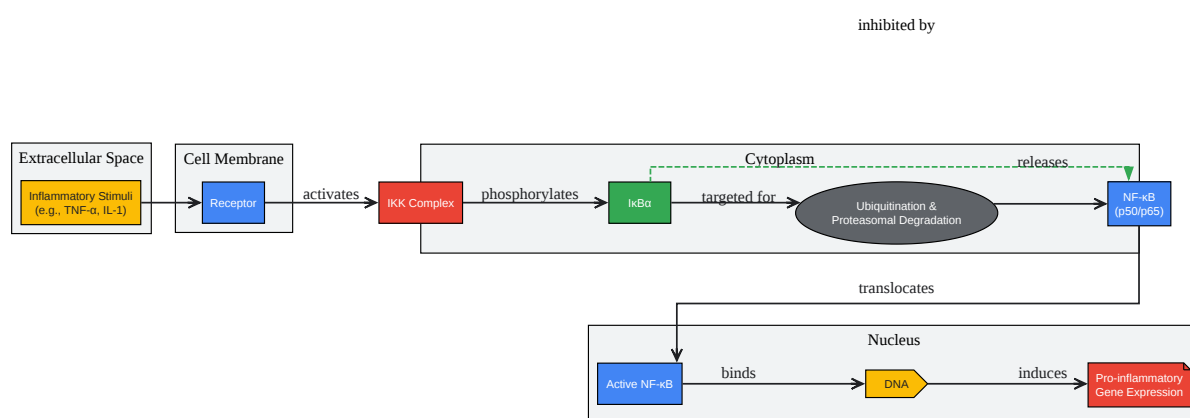 inhibited by
Extracellular Space
Inflammatory Stimuli
(e.g., TNF-α, IL-1)
Cell Membrane
Receptor
activates
IKK Complex
phosphorylates
Cytoplasm
IκBα
targeted for
Ubiquitination &
Proteasomal Degradation
releases
NF-κB
(p50/p65)
translocates
Nucleus
Active NF-κB
binds
DNA
induces
Pro-inflammatory
Gene Expression